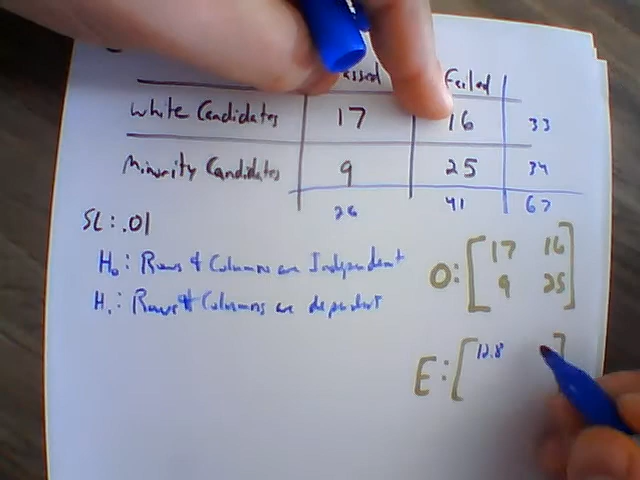 assed Failed
White Candidates 17 16 33
Minority Candidates 9 25 34
26 41 67
SL: .01
H₀: Rows & Columns are Independent
H₁: Rows & Columns are dependent
O: [17 16
9 25]
E: [12.8 ]